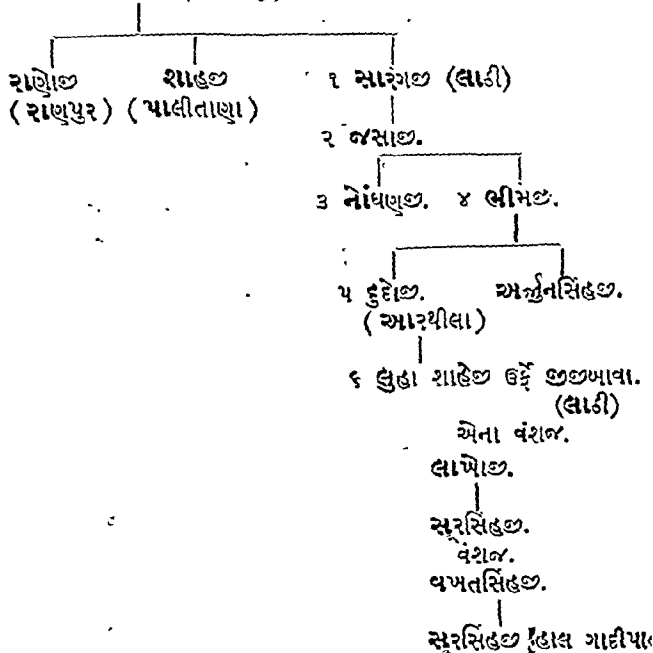 રાણોજી શાહજી ૧ સારંગજી (લાઠી)
(રાણપુર) (પાલીતાણા)
૨ જસાજી.
૩ નોંધણજી. ૪ ભીમજી.
૫ દુદોજી. અર્જુનસિંહજી.
(આરથીલા)
૬ લુહા શાહેજી ઉર્ફે જીજીબાવા.
(લાઠી)
એના વંશજ.
લાખોજી.
સૂરસિંહજી.
વંશજ.
વખતસિંહજી.
સૂરસિંહજી (હાલ